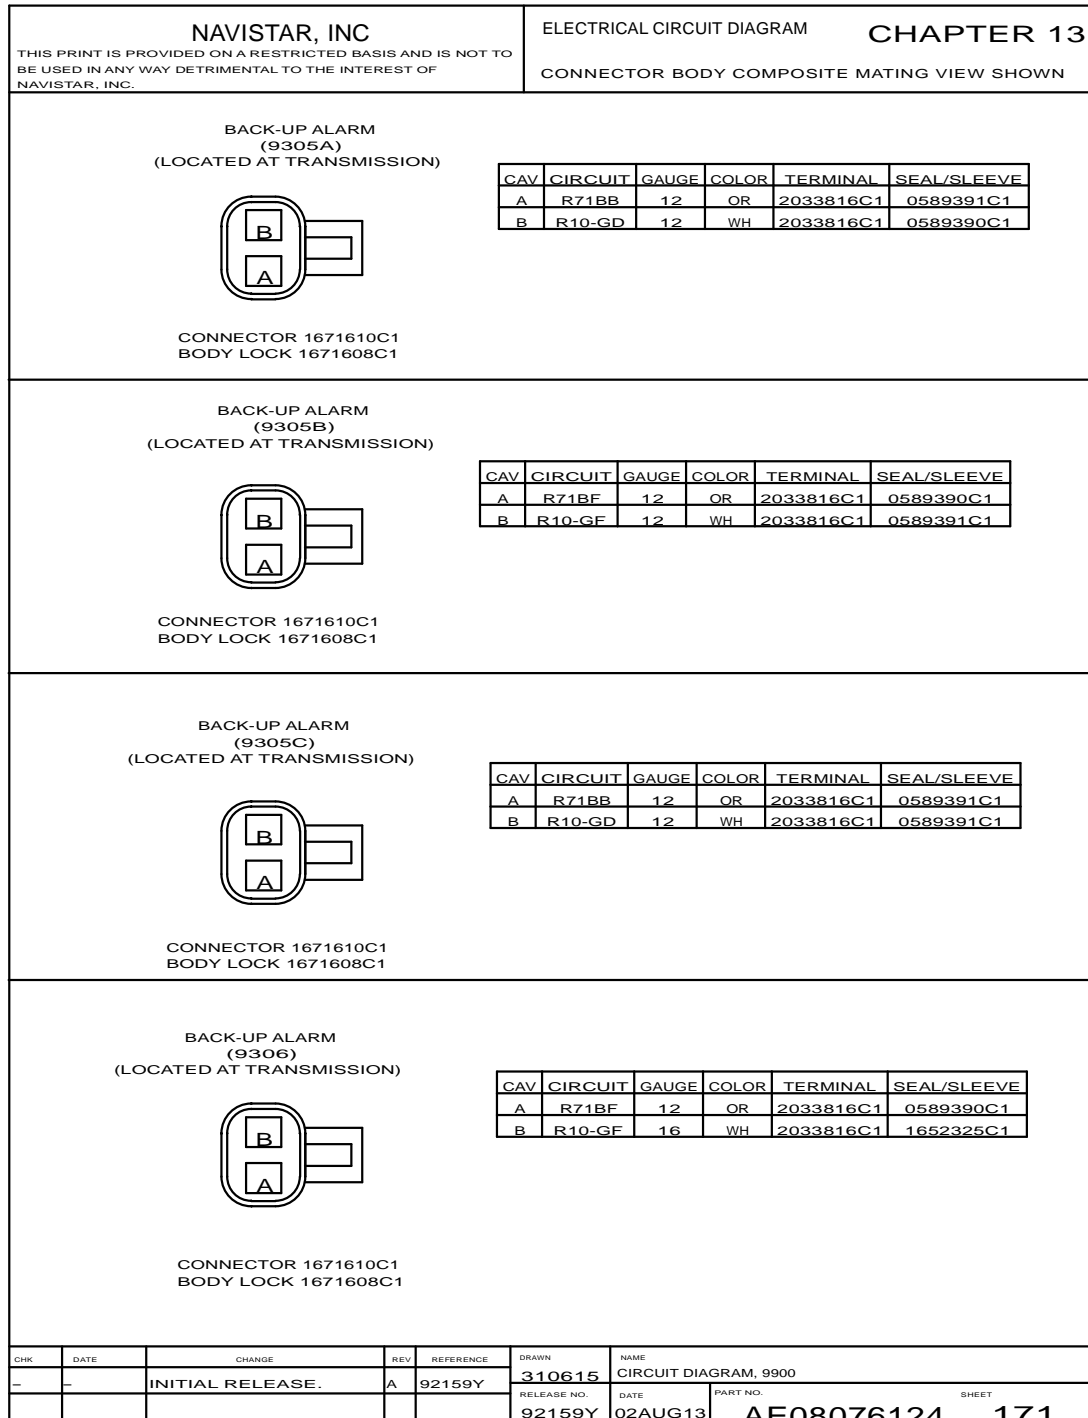 NAVISTAR, INC
THIS PRINT IS PROVIDED ON A RESTRICTED BASIS AND IS NOT TO
BE USED IN ANY WAY DETRIMENTAL TO THE INTEREST OF
NAVISTAR, INC.
ELECTRICAL CIRCUIT DIAGRAM CHAPTER 13
CONNECTOR BODY COMPOSITE MATING VIEW SHOWN
BACK-UP ALARM
(9305A)
(LOCATED AT TRANSMISSION)
B
A
CONNECTOR 1671610C1
BODY LOCK 1671608C1
CAV CIRCUIT GAUGE COLOR TERMINAL SEAL/SLEEVE
A R71BB 12 OR 2033816C1 0589391C1
B R10-GD 12 WH 2033816C1 0589390C1
BACK-UP ALARM
(9305B)
(LOCATED AT TRANSMISSION)
B
A
CONNECTOR 1671610C1
BODY LOCK 1671608C1
CAV CIRCUIT GAUGE COLOR TERMINAL SEAL/SLEEVE
A R71BF 12 OR 2033816C1 0589390C1
B R10-GF 12 WH 2033816C1 0589391C1
BACK-UP ALARM
(9305C)
(LOCATED AT TRANSMISSION)
B
A
CONNECTOR 1671610C1
BODY LOCK 1671608C1
CAV CIRCUIT GAUGE COLOR TERMINAL SEAL/SLEEVE
A R71BB 12 OR 2033816C1 0589391C1
B R10-GD 12 WH 2033816C1 0589391C1
BACK-UP ALARM
(9306)
(LOCATED AT TRANSMISSION)
B
A
CONNECTOR 1671610C1
BODY LOCK 1671608C1
CAV CIRCUIT GAUGE COLOR TERMINAL SEAL/SLEEVE
A R71BF 12 OR 2033816C1 0589390C1
B R10-GF 16 WH 2033816C1 1652325C1
CHK DATE CHANGE REV REFERENCE
– – INITIAL RELEASE. A 92159Y
DRAWN
310615
NAME
CIRCUIT DIAGRAM, 9900
RELEASE NO.
92159Y
DATE
02AUG13
PART NO.
AE08076124
SHEET
171